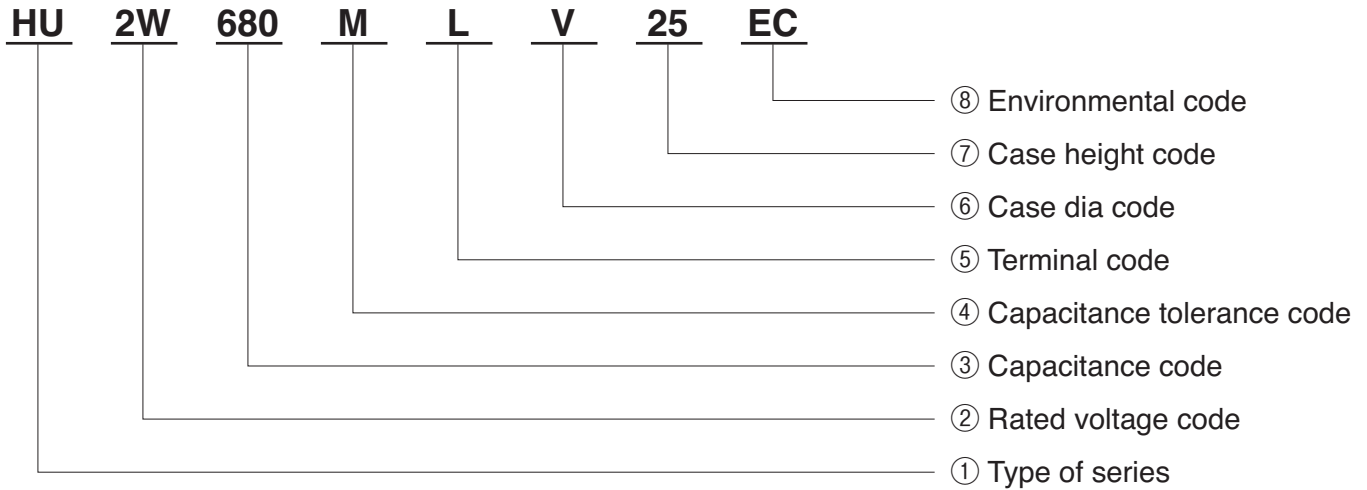 HU 2W 680 M L V 25 EC
⑧ Environmental code
⑦ Case height code
⑥ Case dia code
⑤ Terminal code
④ Capacitance tolerance code
③ Capacitance code
② Rated voltage code
① Type of series